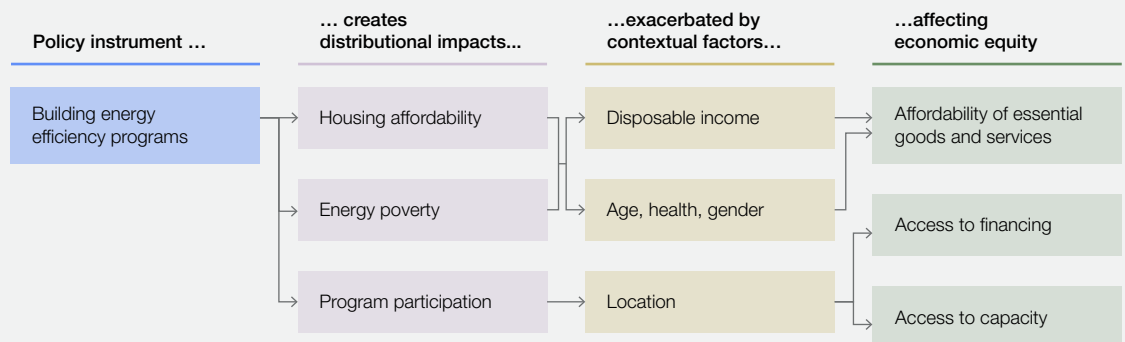 Policy instrument …
… creates
distributional impacts...
…exacerbated by
contextual factors…
…affecting
economic equity
Building energy
efficiency programs
Housing affordability
Disposable income
Affordability of essential
goods and services
Energy poverty
Age, health, gender
Access to financing
Program participation
Location
Access to capacity